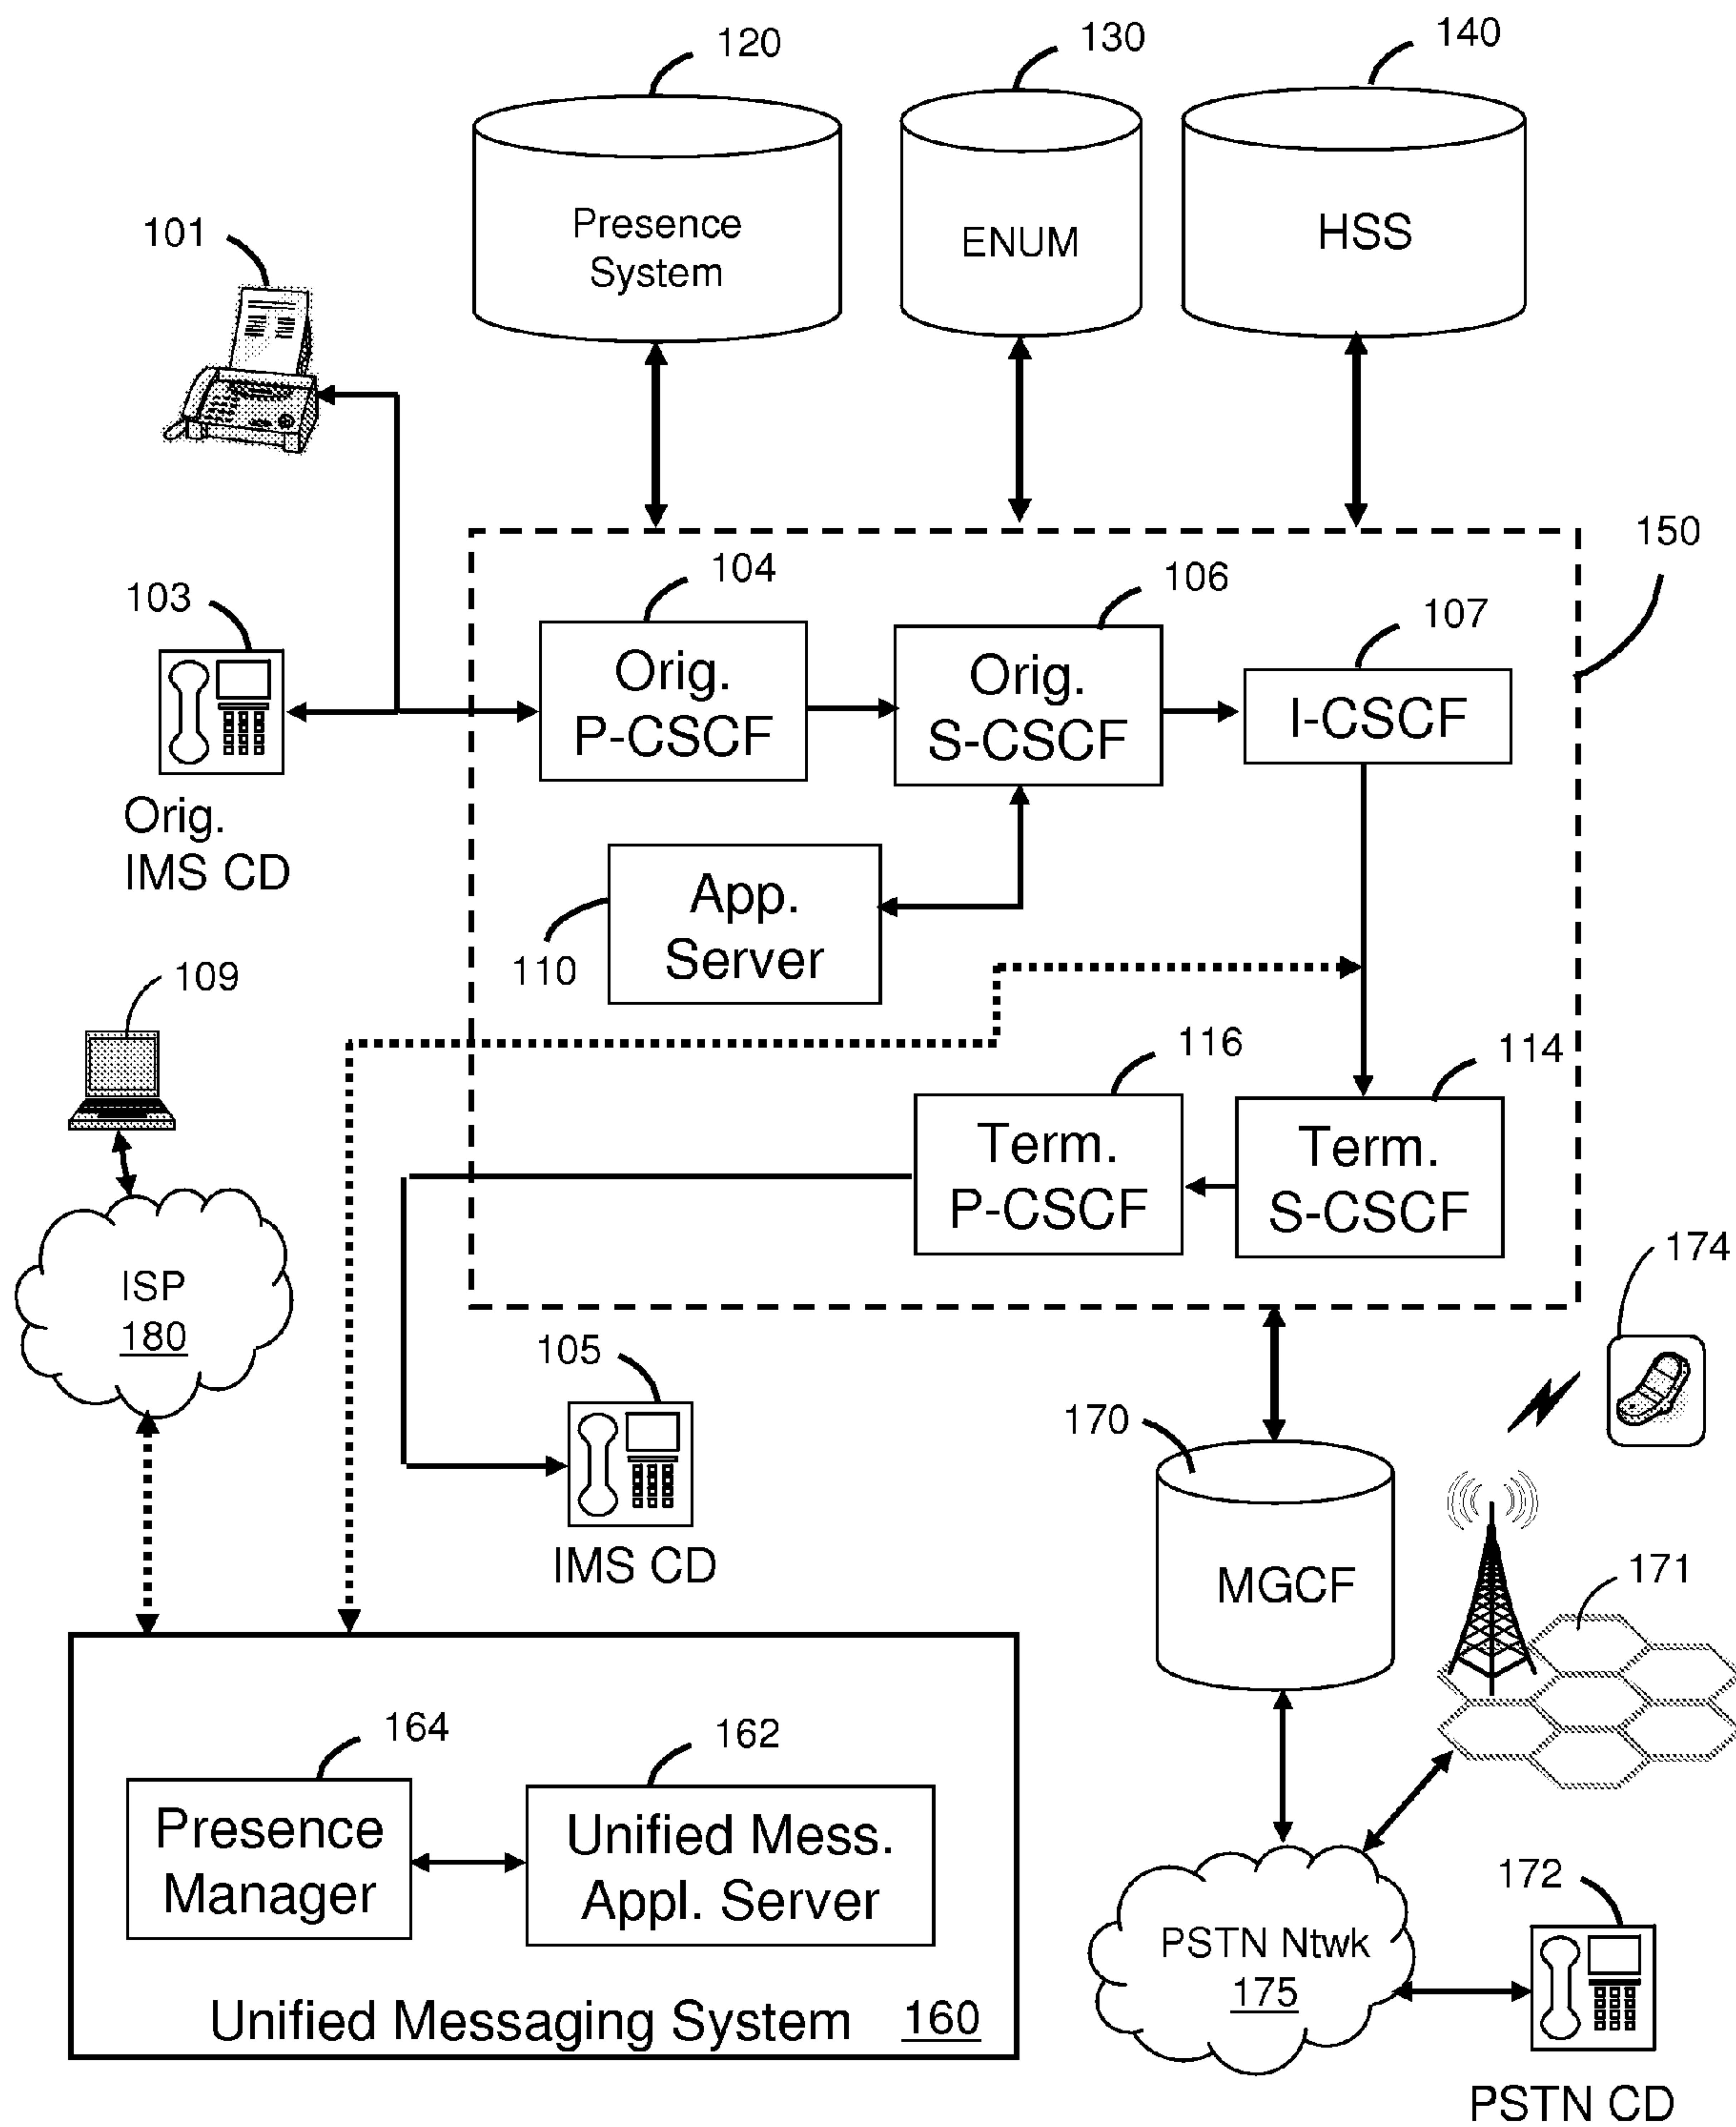 120
130
140
Presence
System
ENUM
HSS
101
150
103
104
106
107
Orig.
P-CSCF
Orig.
S-CSCF
I-CSCF
Orig.
IMS CD
App.
Server
110
109
116
114
Term.
P-CSCF
Term.
S-CSCF
174
ISP
180
105
170
IMS CD
MGCF
171
164
162
Presence
Manager
Unified Mess.
Appl. Server
172
PSTN Ntwk
175
Unified Messaging System 160
PSTN CD